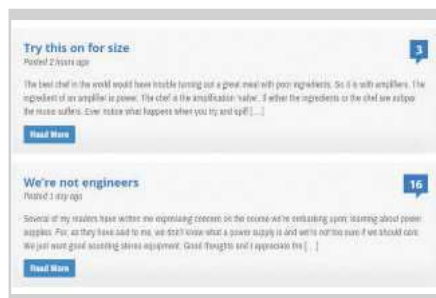 Try this on for size
3
Posted 2 hours ago
The best chef in the world would have trouble turning out a great meal with poor ingredients. So it is with amplifiers. The
ingredient of an amplifier is power. The chef is the amplification 'valve'. If either the ingredients or the chef are subpar
the music suffers. Ever notice what happens when you try and spiff [...]
Read More
We're not engineers
16
Posted 1 day ago
Several of my readers have written me expressing concern on the course we're embarking upon: learning about power
supplies. For, as they have said to me, we don't know what a power supply is and we're not too sure if we should care.
We just want good sounding stereo equipment. Good thoughts and I appreciate the [...]
Read More